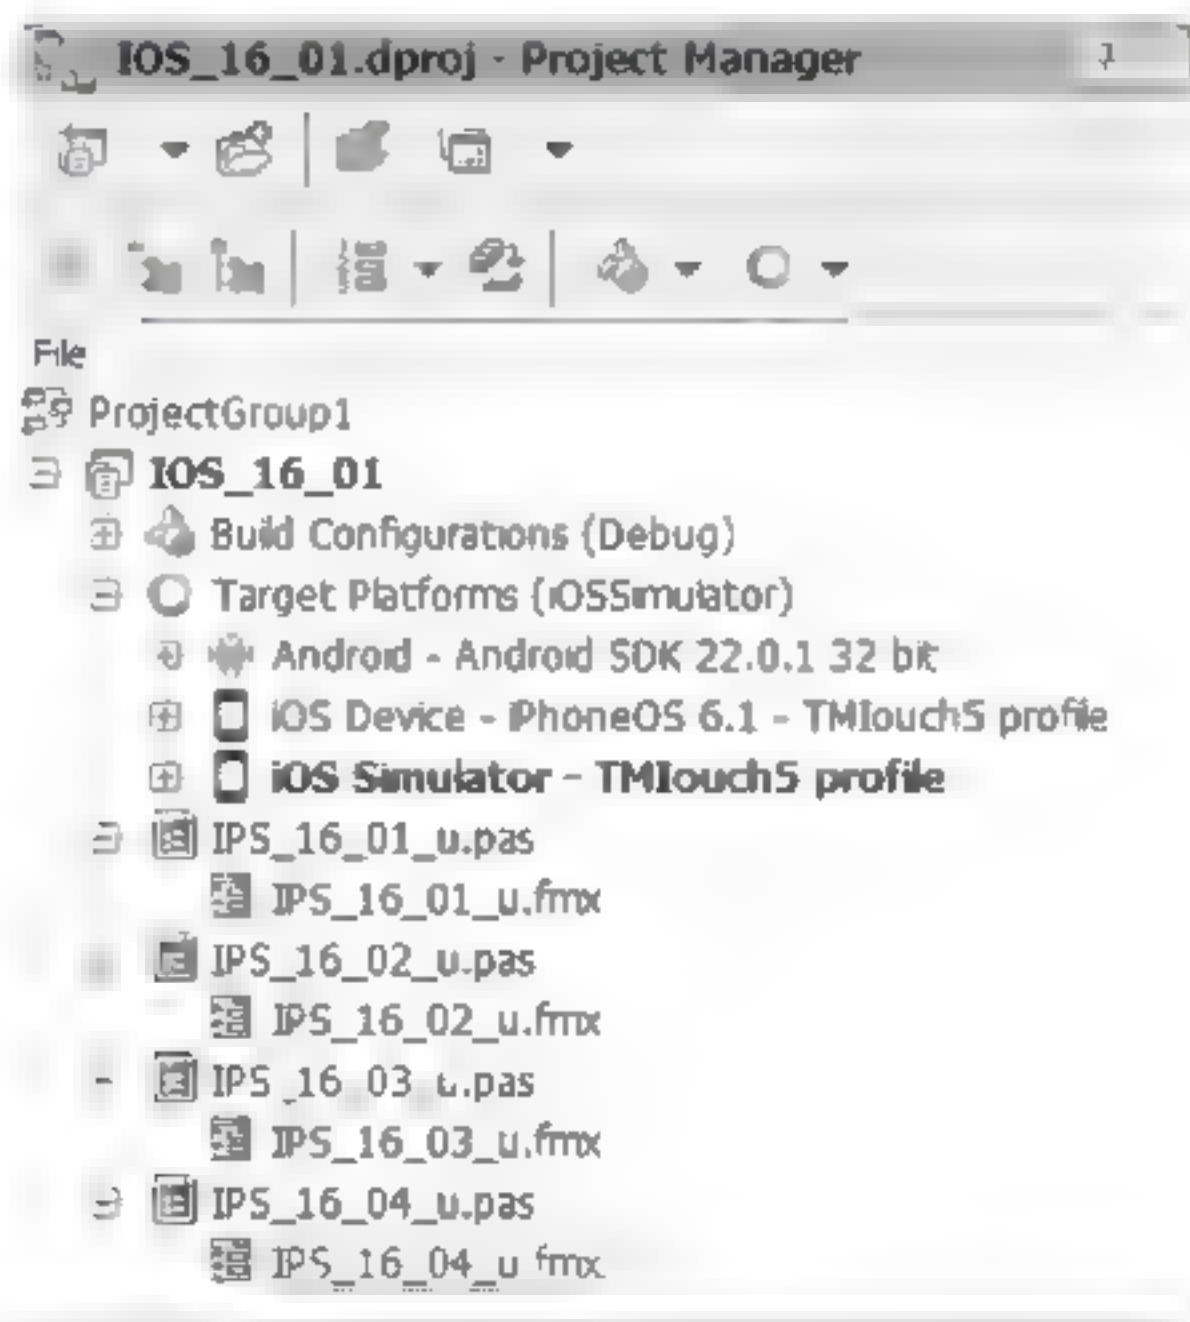 IOS_16_01.dproj - Project Manager
File
ProjectGroup1
IOS_16_01
Build Configurations (Debug)
Target Platforms (iOSSimulator)
Android - Android SDK 22.0.1 32 bit
iOS Device - iPhoneOS 6.1 - TMIouch5 profile
iOS Simulator - TMIouch5 profile
IPS_16_01_u.pas
IPS_16_01_u.fmx
IPS_16_02_u.pas
IPS_16_02_u.fmx
IPS_16_03_u.pas
IPS_16_03_u.fmx
IPS_16_04_u.pas
IPS_16_04_u.fmx